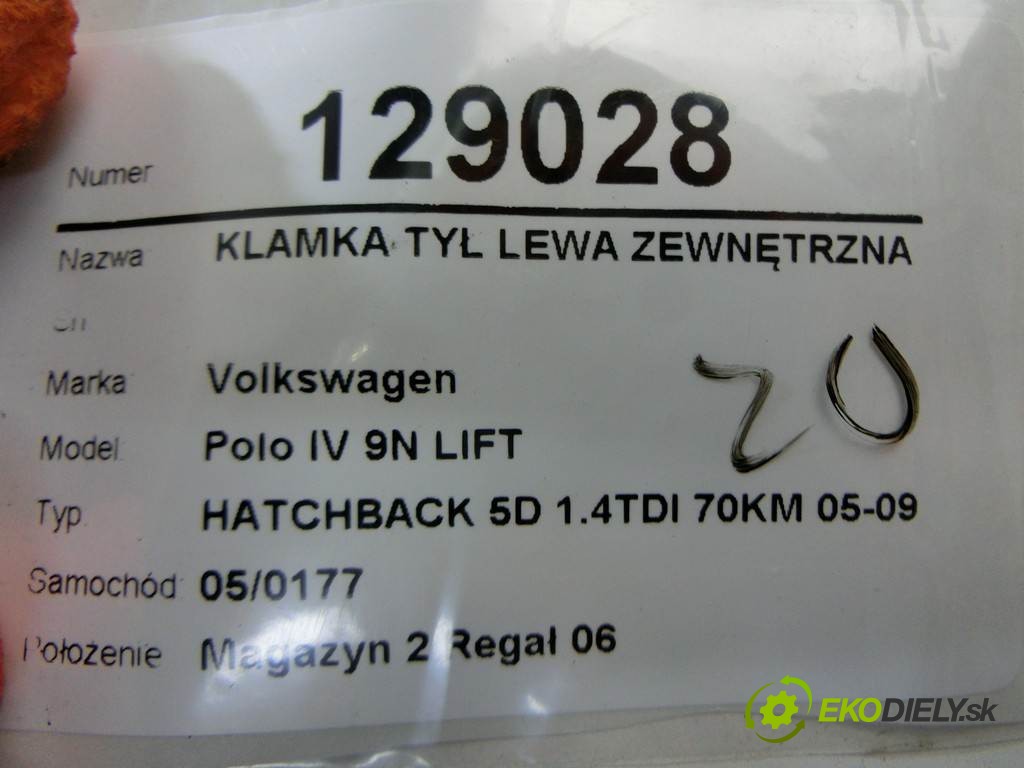 Numer 129028
Nazwa KLAMKA TYŁ LEWA ZEWNĘTRZNA
Marka Volkswagen
Model Polo IV 9N LIFT
20
Typ HATCHBACK 5D 1.4TDI 70KM 05-09
Samochód 05/0177
Położenie Magazyn 2 Regał 06
EKODIELY.sk